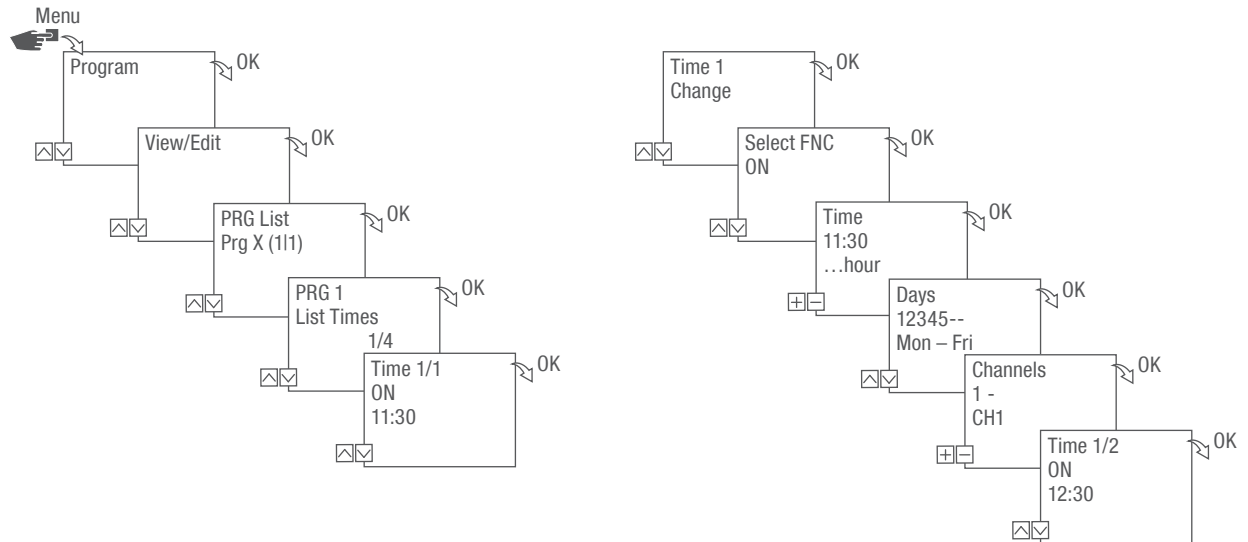 Menu
Program
OK
View/Edit
OK
PRG List
Prg X (1|1)
OK
PRG 1
List Times
1/4
OK
Time 1/1
ON
11:30
OK
Time 1
Change
OK
Select FNC
ON
OK
Time
11:30
…hour
OK
Days
12345--
Mon – Fri
OK
Channels
1 -
CH1
OK
Time 1/2
ON
12:30
OK